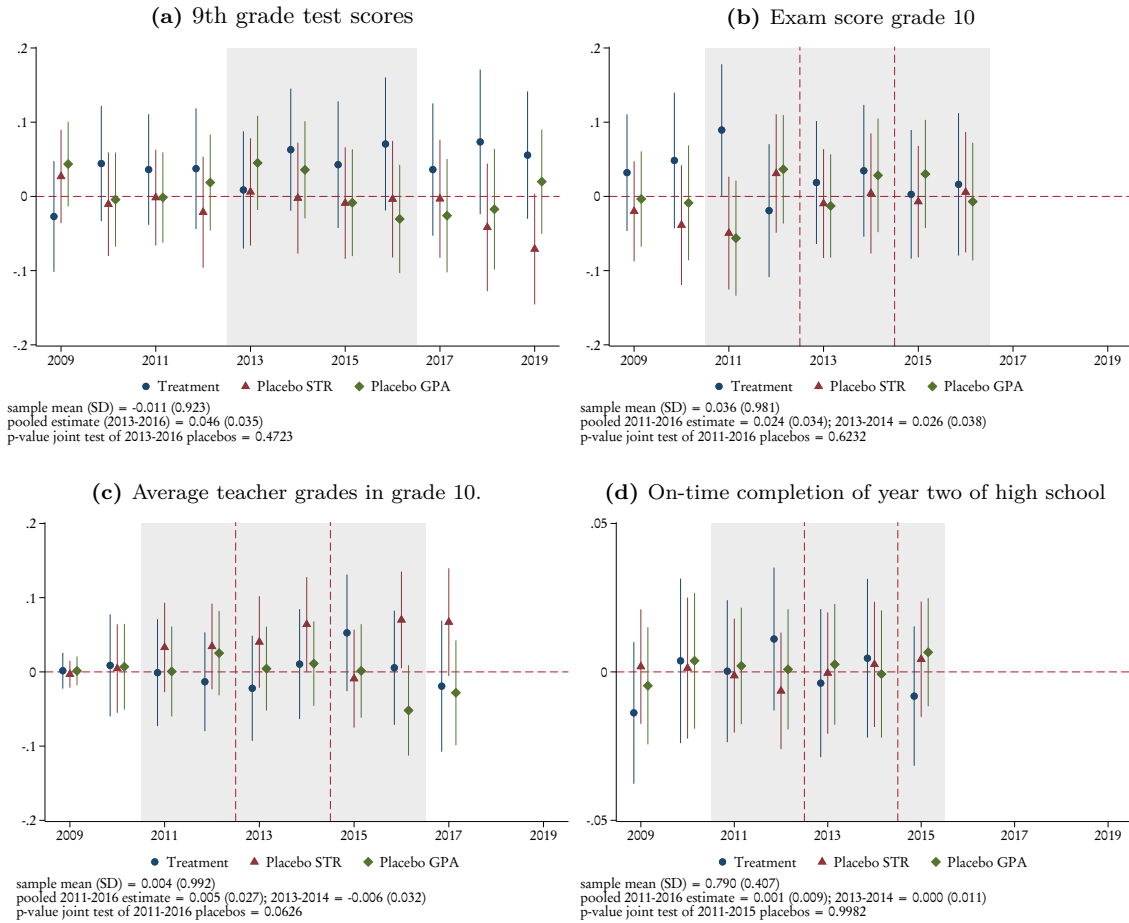 (a) 9th grade test scores
.2
.1
0
-.1
-.2
2009 2011 2013 2015 2017 2019
Treatment Placebo STR Placebo GPA
sample mean (SD) = -0.011 (0.923)
pooled estimate (2013-2016) = 0.046 (0.035)
p-value joint test of 2013-2016 placebos = 0.4723
(b) Exam score grade 10
.2
.1
0
-.1
-.2
2009 2011 2013 2015 2017 2019
Treatment Placebo STR Placebo GPA
sample mean (SD) = 0.036 (0.981)
pooled 2011-2016 estimate = 0.024 (0.034); 2013-2014 = 0.026 (0.038)
p-value joint test of 2011-2016 placebos = 0.6232
(c) Average teacher grades in grade 10.
.2
.1
0
-.1
-.2
2009 2011 2013 2015 2017 2019
Treatment Placebo STR Placebo GPA
sample mean (SD) = 0.004 (0.992)
pooled 2011-2016 estimate = 0.005 (0.027); 2013-2014 = -0.006 (0.032)
p-value joint test of 2011-2016 placebos = 0.0626
(d) On-time completion of year two of high school
.05
0
-.05
2009 2011 2013 2015 2017 2019
Treatment Placebo STR Placebo GPA
sample mean (SD) = 0.790 (0.407)
pooled 2011-2016 estimate = 0.001 (0.009); 2013-2014 = 0.000 (0.011)
p-value joint test of 2011-2015 placebos = 0.9982